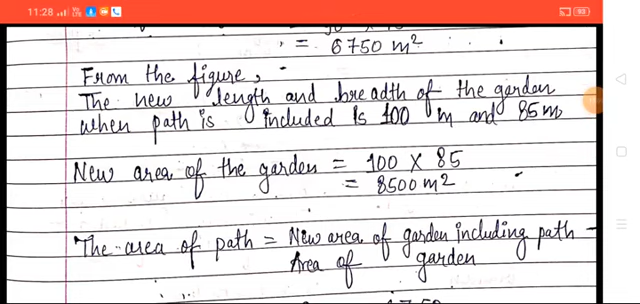 11:28
= 6750 m²
From the figure,
The new length and breadth of the garden
when path is included is 100 m and 85 m
New area of the garden = 100 × 85
= 8500 m²
The area of path = New area of garden including path -
Area of garden